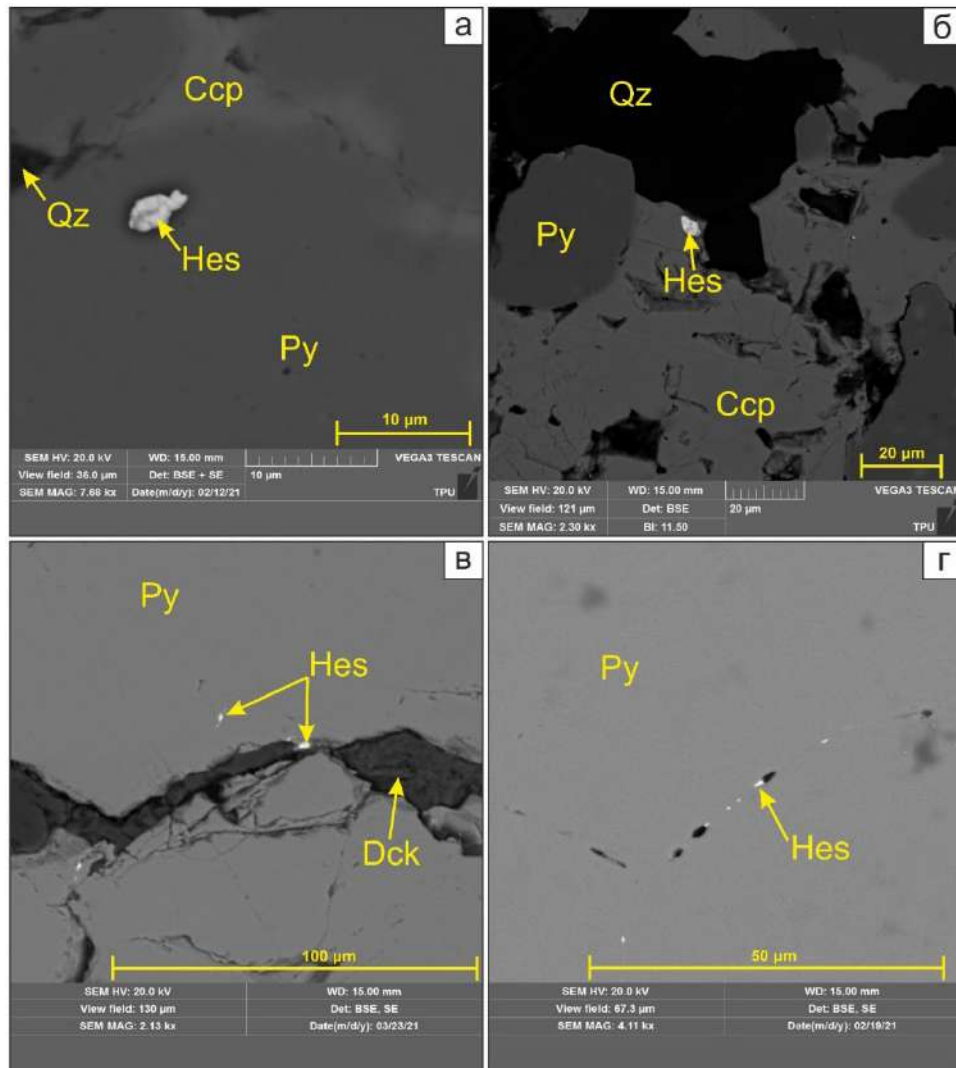 а
Ccp
Qz
Hes
Py
10 µm
SEM HV: 20.0 kV WD: 15.00 mm VEGA3 TESCAN
View field: 36.0 µm Det: BSE + SE 10 µm
SEM MAG: 7.66 kx Date(m/d/y): 02/12/21 TPU
б
Qz
Py
Hes
Ccp
20 µm
SEM HV: 20.0 kV WD: 15.00 mm VEGA3 TESCAN
View field: 121 µm Det: BSE 20 µm
SEM MAG: 2.30 kx BI: 11.50 TPU
в
Py
Hes
Dck
100 µm
SEM HV: 20.0 kV WD: 15.00 mm
View field: 130 µm Det: BSE, SE
SEM MAG: 2.13 kx Date(m/d/y): 03/23/21
г
Py
Hes
50 µm
SEM HV: 20.0 kV WD: 15.00 mm
View field: 67.3 µm Det: BSE, SE
SEM MAG: 4.11 kx Date(m/d/y): 02/19/21